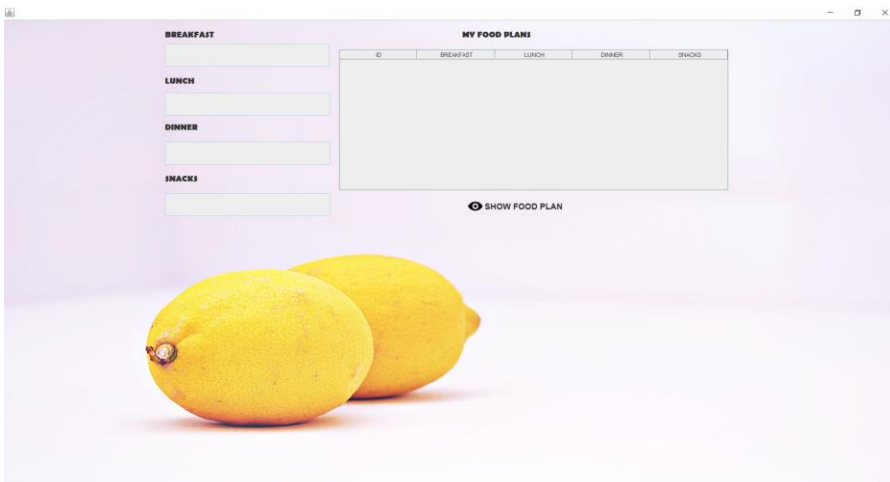 BREAKFAST
LUNCH
DINNER
SNACKS
MY FOOD PLANS
ID BREAKFAST LUNCH DINNER SNACKS
SHOW FOOD PLAN